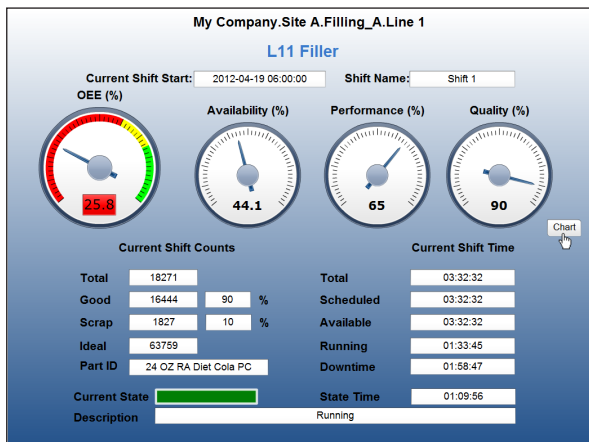 My Company.Site A.Filling_A.Line 1
L11 Filler
Current Shift Start: 2012-04-19 06:00:00 Shift Name: Shift 1
OEE (%)
Availability (%) Performance (%) Quality (%)
25.8 44.1 65 90
Chart
Current Shift Counts Current Shift Time
Total 18271 Total 03:32:32
Good 16444 90 % Scheduled 03:32:32
Scrap 1827 10 % Available 03:32:32
Ideal 63759 Running 01:33:45
Part ID 24 OZ RA Diet Cola PC Downtime 01:58:47
Current State State Time 01:09:56
Description Running